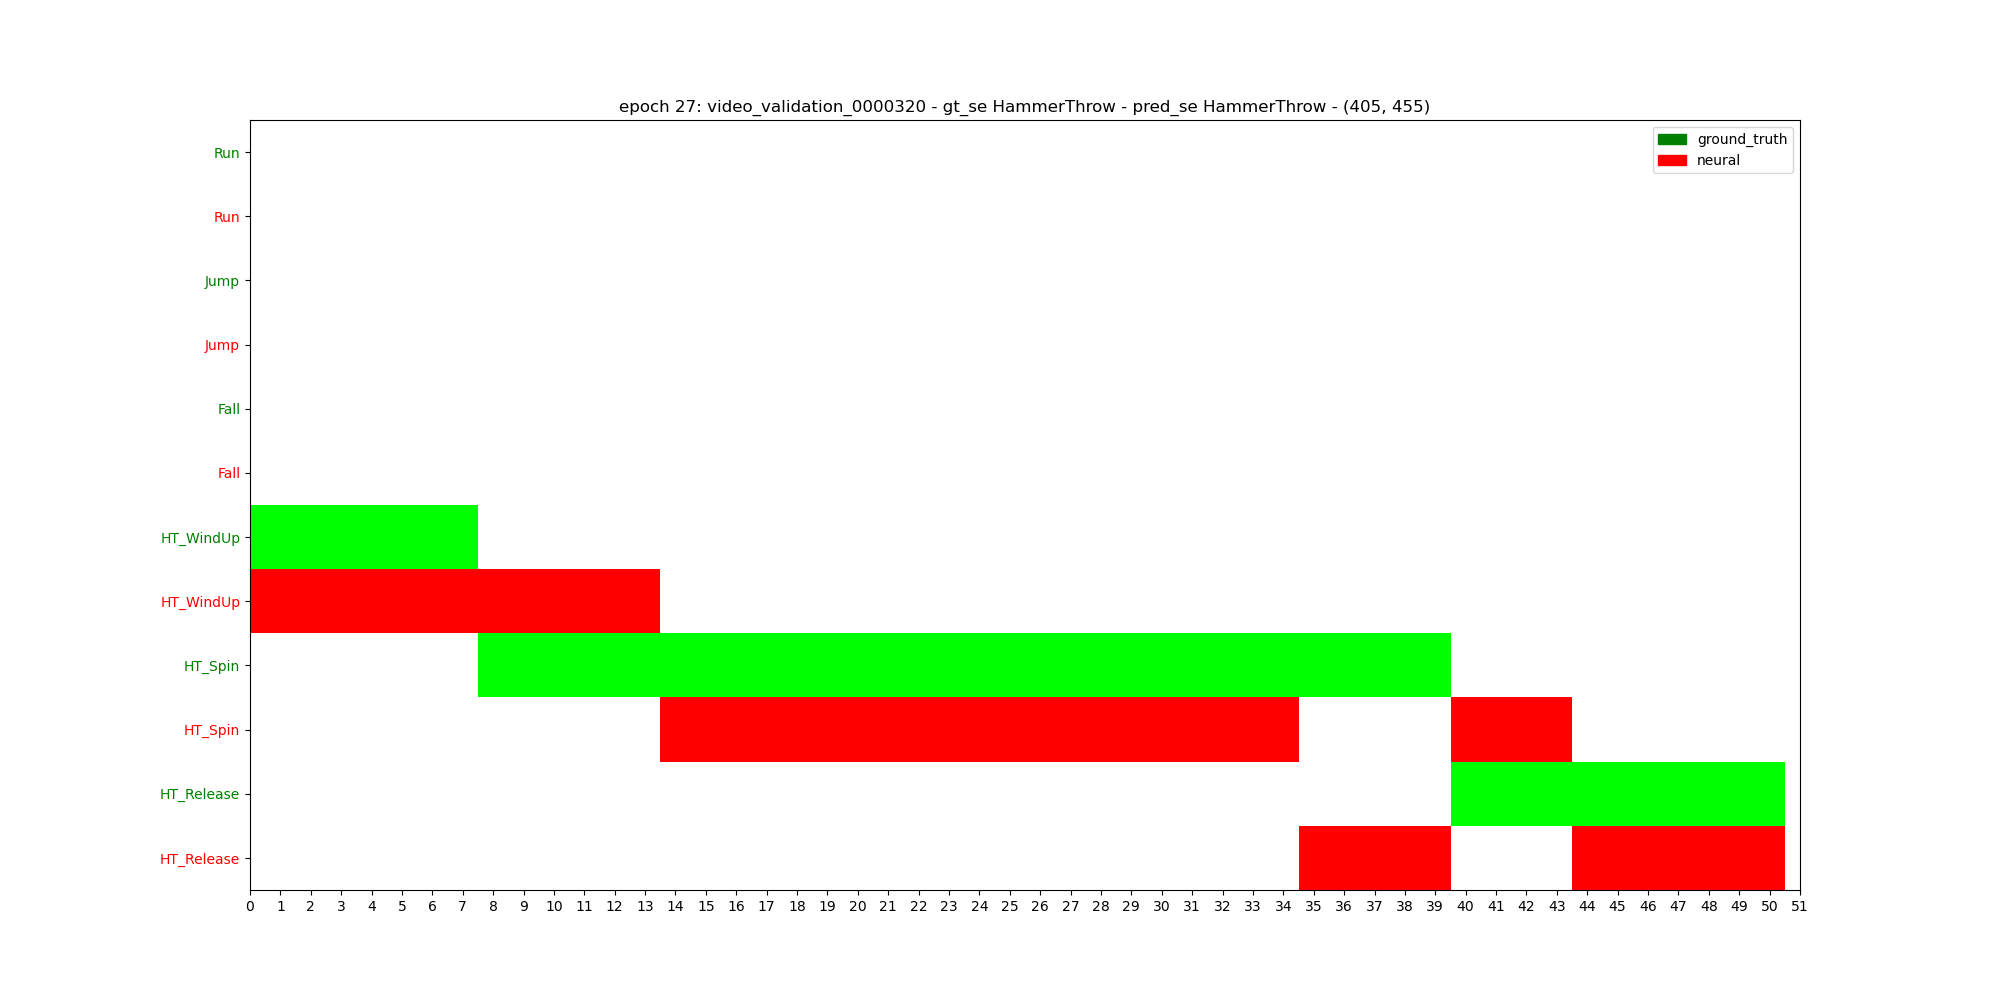 epoch 27: video_validation_0000320 - gt_se HammerThrow - pred_se HammerThrow - (405, 455)
ground_truth
neural
Run
Run
Jump
Jump
Fall
Fall
HT_WindUp
HT_WindUp
HT_Spin
HT_Spin
HT_Release
HT_Release
0 1 2 3 4 5 6 7 8 9 10 11 12 13 14 15 16 17 18 19 20 21 22 23 24 25 26 27 28 29 30 31 32 33 34 35 36 37 38 39 40 41 42 43 44 45 46 47 48 49 50 51